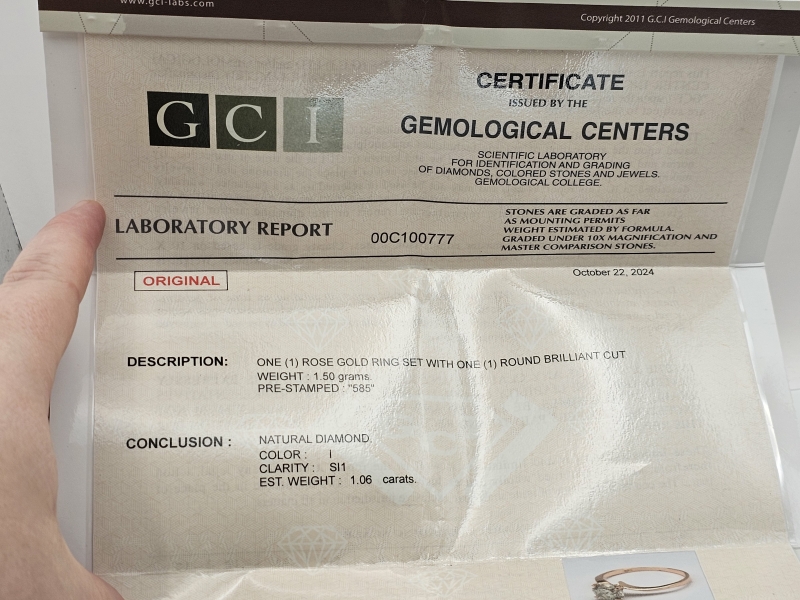 www.gci-labs.com
Copyright 2011 G.C.I Gemological Centers
GCI
CERTIFICATE
ISSUED BY THE
GEMOLOGICAL CENTERS
SCIENTIFIC LABORATORY
FOR IDENTIFICATION AND GRADING
OF DIAMONDS, COLORED STONES AND JEWELS.
GEMOLOGICAL COLLEGE.
LABORATORY REPORT
00C100777
STONES ARE GRADED AS FAR
AS MOUNTING PERMITS
WEIGHT ESTIMATED BY FORMULA.
GRADED UNDER 10X MAGNIFICATION AND
MASTER COMPARISON STONES.
ORIGINAL
October 22, 2024
DESCRIPTION: ONE (1) ROSE GOLD RING SET WITH ONE (1) ROUND BRILLIANT CUT
WEIGHT : 1.50 grams.
PRE-STAMPED : "585"
CONCLUSION : NATURAL DIAMOND.
COLOR : I
CLARITY : SI1
EST. WEIGHT : 1.06 carats.